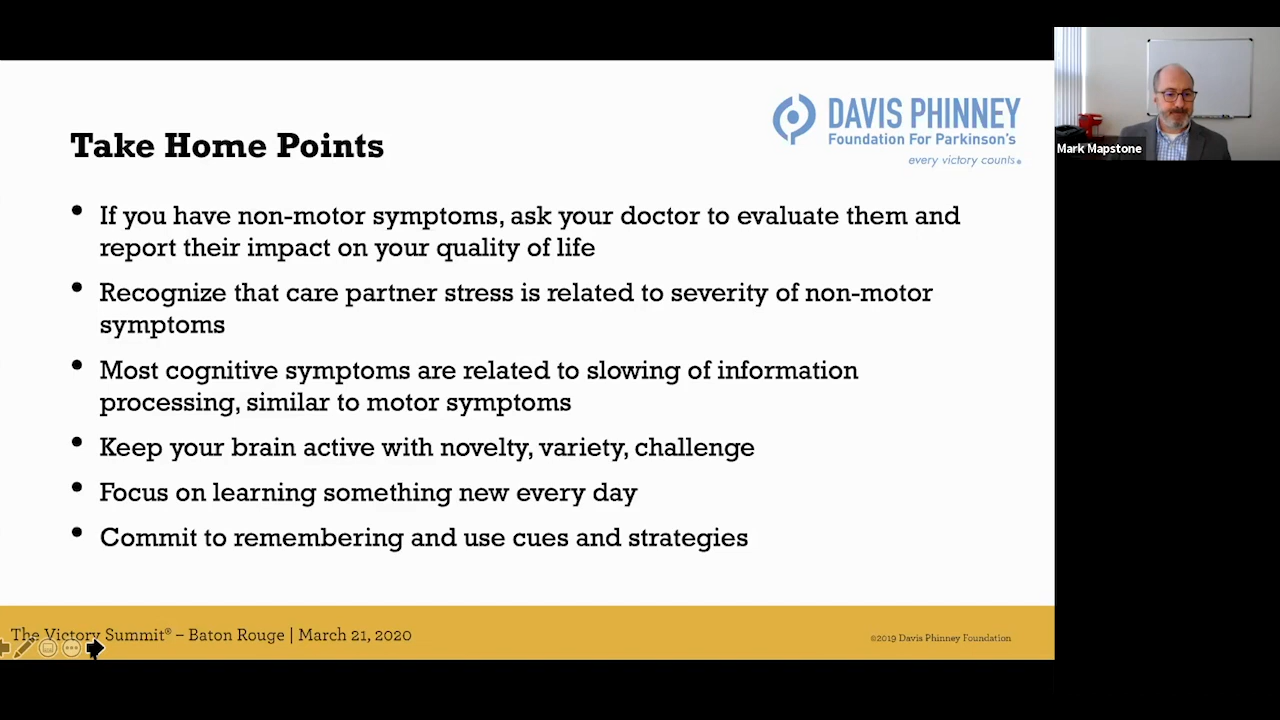 DAVIS PHINNEY
Foundation For Parkinson's
every victory counts.
Mark Mapstone
Take Home Points
• If you have non-motor symptoms, ask your doctor to evaluate them and
report their impact on your quality of life
• Recognize that care partner stress is related to severity of non-motor
symptoms
• Most cognitive symptoms are related to slowing of information
processing, similar to motor symptoms
• Keep your brain active with novelty, variety, challenge
• Focus on learning something new every day
• Commit to remembering and use cues and strategies
The Victory Summit® – Baton Rouge | March 21, 2020
©2019 Davis Phinney Foundation